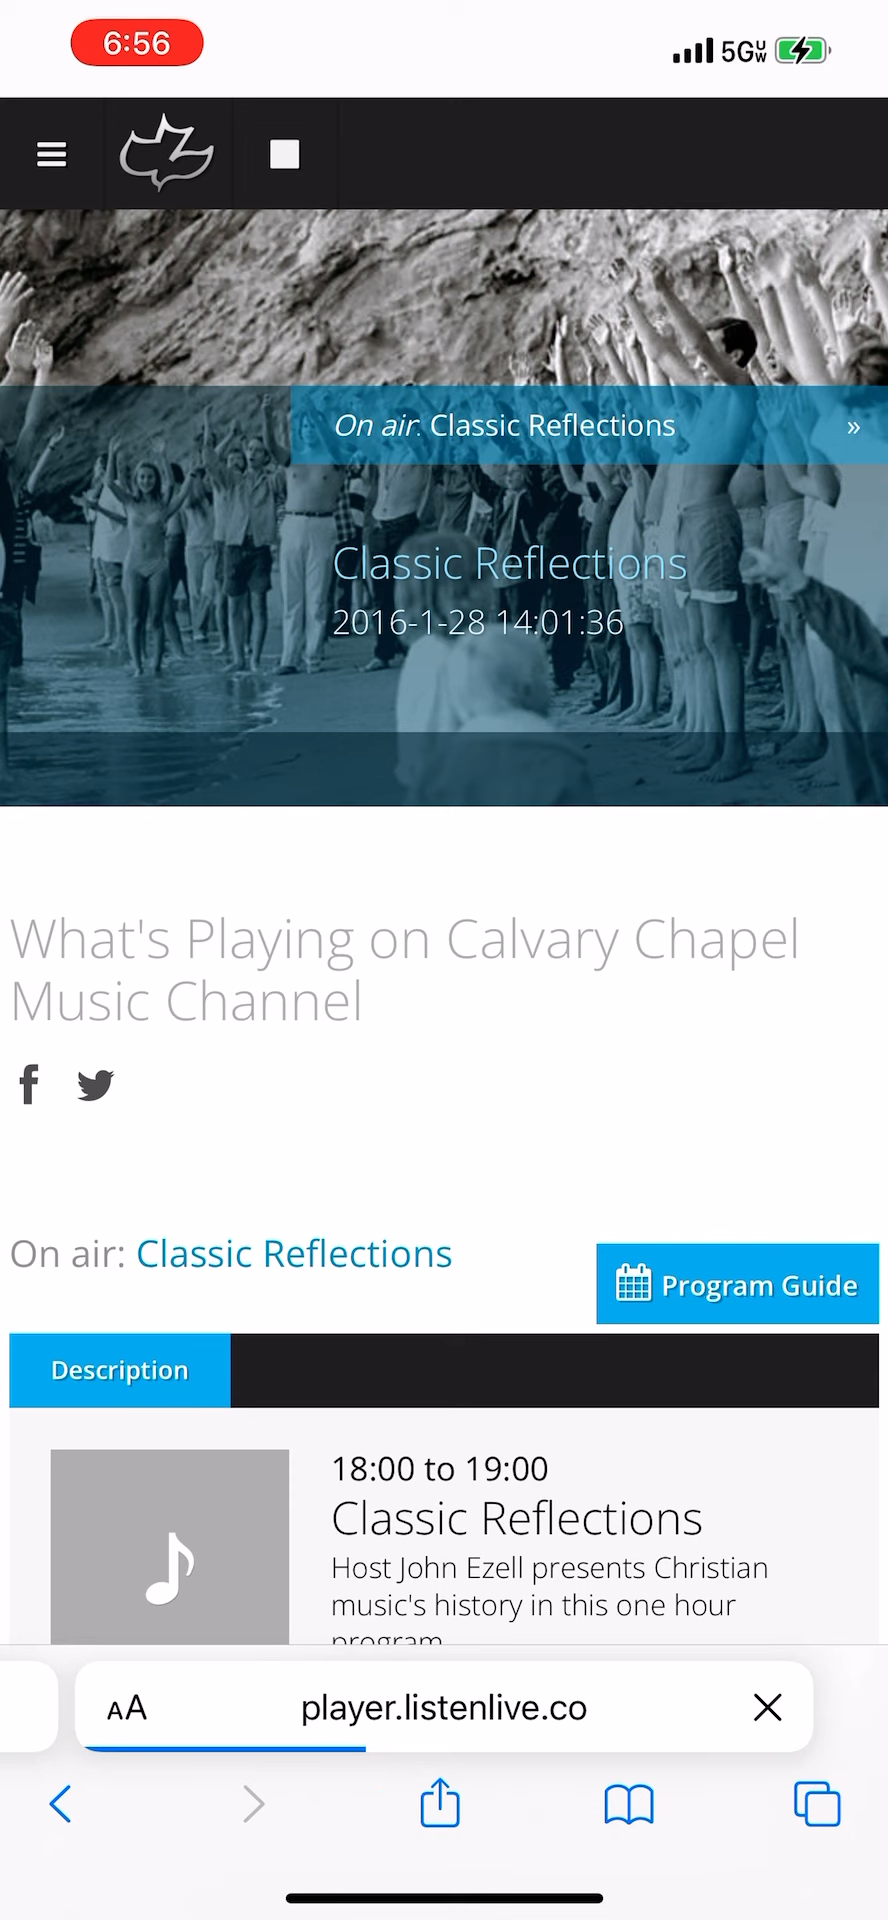 6:56
5G UW
On air: Classic Reflections »
Classic Reflections
2016-1-28 14:01:36
What's Playing on Calvary Chapel
Music Channel
On air: Classic Reflections
Program Guide
Description
18:00 to 19:00
Classic Reflections
Host John Ezell presents Christian
music's history in this one hour
program
AA
player.listenlive.co